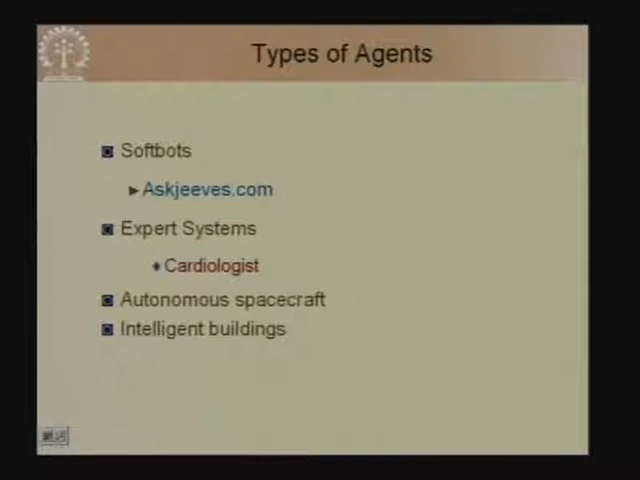 Types of Agents
Softbots
Askjeeves.com
Expert Systems
Cardiologist
Autonomous spacecraft
Intelligent buildings